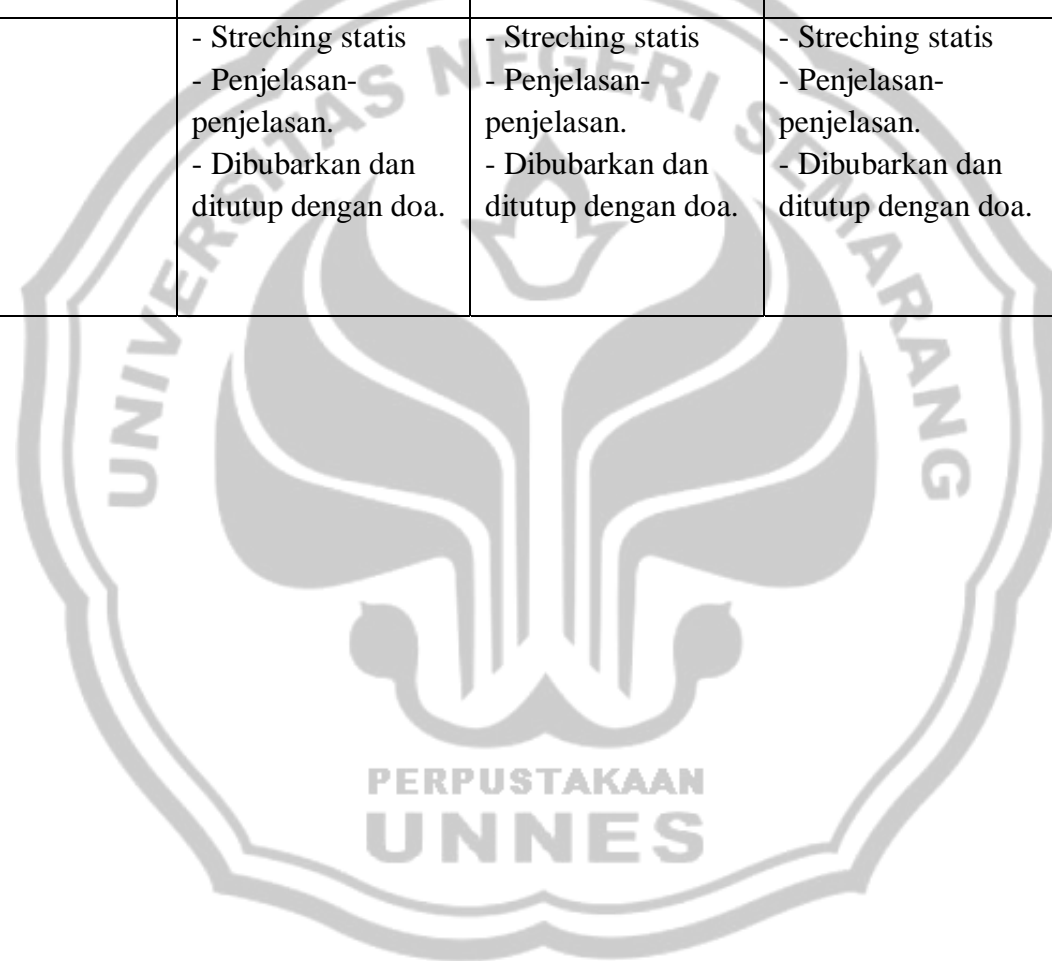 - Streching statis
- Penjelasan-
penjelasan.
- Dibubarkan dan
ditutup dengan doa.
- Streching statis
- Penjelasan-
penjelasan.
- Dibubarkan dan
ditutup dengan doa.
- Streching statis
- Penjelasan-
penjelasan.
- Dibubarkan dan
ditutup dengan doa.
UNIVERSITAS NEGERI SEMARANG
PERPUSTAKAAN
UNNES